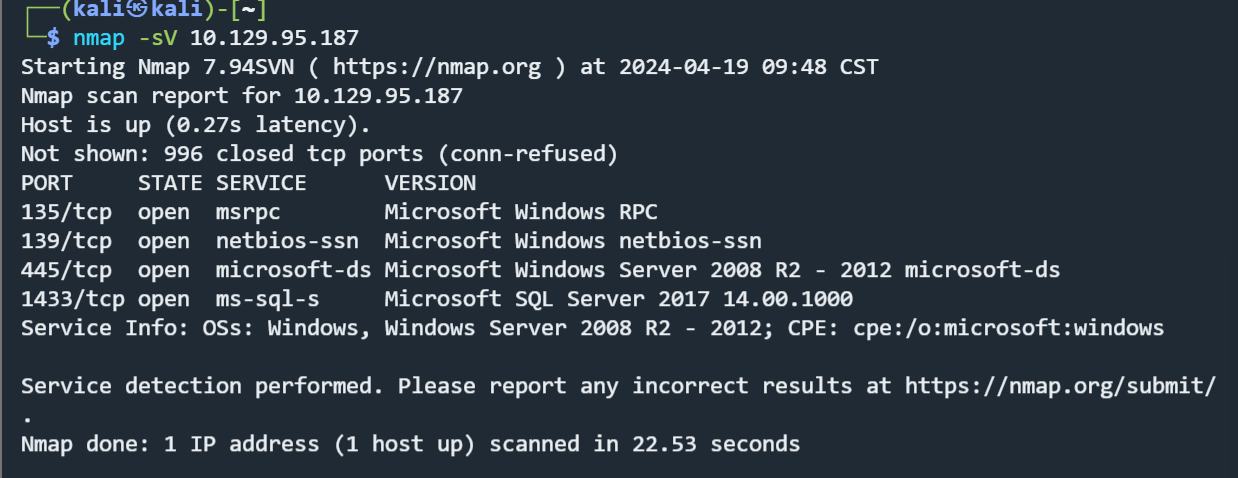 ┌──(kali㉿kali)-[~]
└─$ nmap -sV 10.129.95.187
Starting Nmap 7.94SVN ( https://nmap.org ) at 2024-04-19 09:48 CST
Nmap scan report for 10.129.95.187
Host is up (0.27s latency).
Not shown: 996 closed tcp ports (conn-refused)
PORT     STATE SERVICE      VERSION
135/tcp  open  msrpc        Microsoft Windows RPC
139/tcp  open  netbios-ssn  Microsoft Windows netbios-ssn
445/tcp  open  microsoft-ds Microsoft Windows Server 2008 R2 - 2012 microsoft-ds
1433/tcp open  ms-sql-s     Microsoft SQL Server 2017 14.00.1000
Service Info: OSs: Windows, Windows Server 2008 R2 - 2012; CPE: cpe:/o:microsoft:windows
Service detection performed. Please report any incorrect results at https://nmap.org/submit/
.
Nmap done: 1 IP address (1 host up) scanned in 22.53 seconds